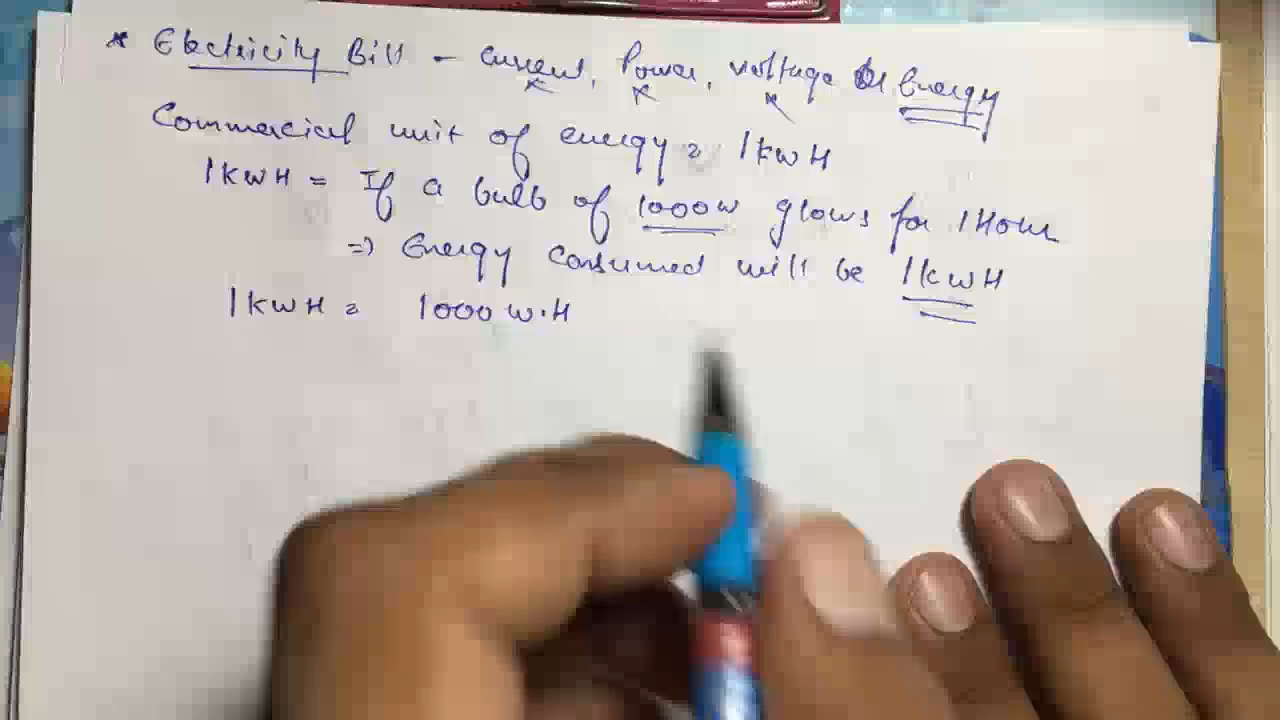 * Electricity Bill - Current, Power, Voltage or Energy
Commercial unit of energy = 1kwH
1kwH = If a bulb of 1000w glows for 1Hour
=> Energy consumed will be 1kwH
1kwH = 1000 w.H